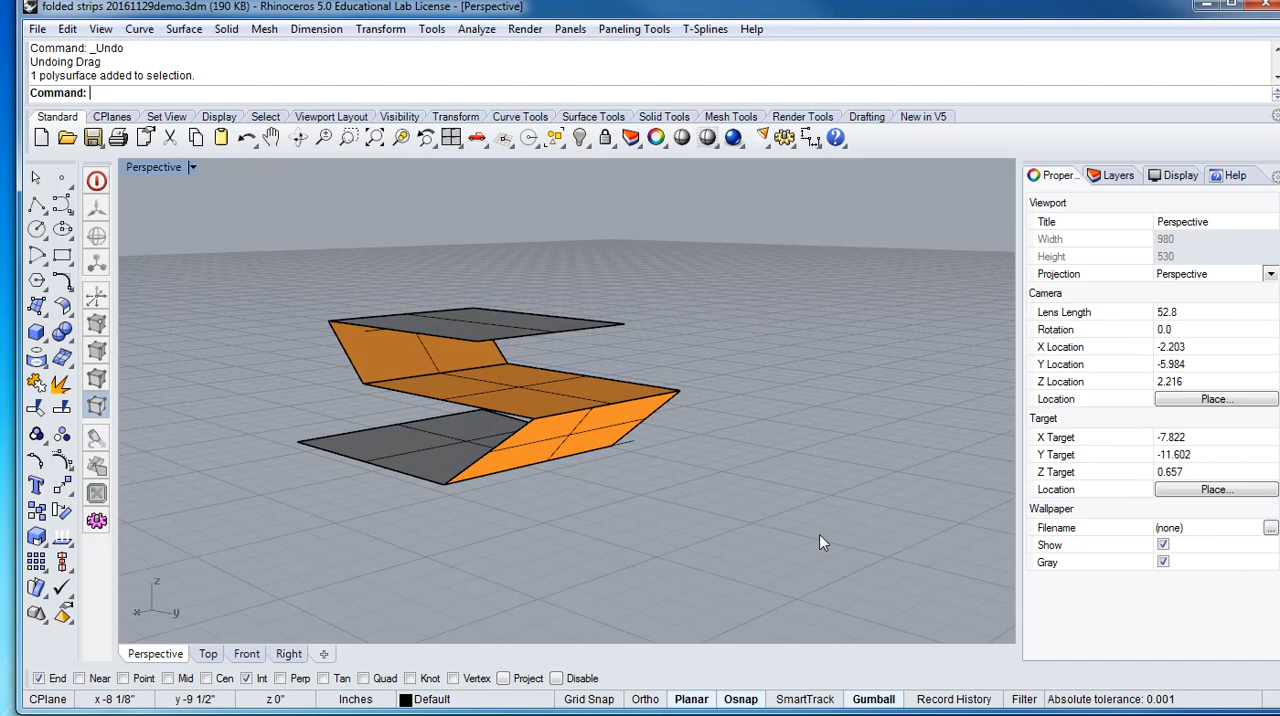 folded strips 20161129demo.3dm (190 KB) - Rhinoceros 5.0 Educational Lab License - [Perspective]
File Edit View Curve Surface Solid Mesh Dimension Transform Tools Analyze Render Panels Paneling Tools T-Splines Help
Command: _Undo
Undoing Drag
1 polysurface added to selection.
Command:
Standard CPlanes Set View Display Select Viewport Layout Visibility Transform Curve Tools Surface Tools Solid Tools Mesh Tools Render Tools Drafting New in V5
Perspective
Proper... Layers Display Help
Viewport
Title Perspective
Width 980
Height 530
Projection Perspective
Camera
Lens Length 52.8
Rotation 0.0
X Location -2.203
Y Location -5.984
Z Location 2.216
Location Place...
Target
X Target -7.822
Y Target -11.602
Z Target 0.657
Location Place...
Wallpaper
Filename (none) ...
Show
Gray
z
x y
Perspective Top Front Right
End Near Point Mid Cen Int Perp Tan Quad Knot Vertex Project Disable
CPlane x -8 1/8" y -9 1/2" z 0" Inches Default Grid Snap Ortho Planar Osnap SmartTrack Gumball Record History Filter Absolute tolerance: 0.001